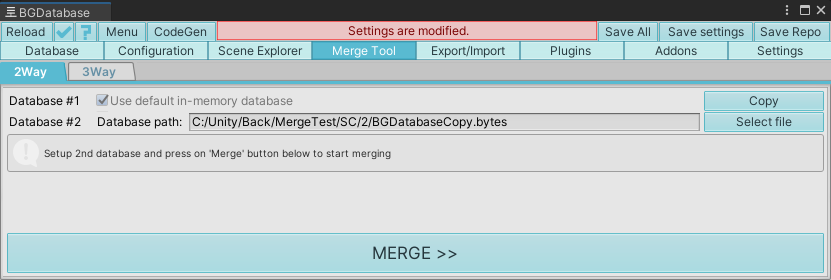 BGDatabase
Reload ? Menu CodeGen Settings are modified. Save All Save settings Save Repo
Database Configuration Scene Explorer Merge Tool Export/Import Plugins Addons Settings
2Way 3Way
Database #1 Use default in-memory database Copy
Database #2 Database path: C:/Unity/Back/MergeTest/SC/2/BGDatabaseCopy.bytes Select file
Setup 2nd database and press on 'Merge' button below to start merging
MERGE >>